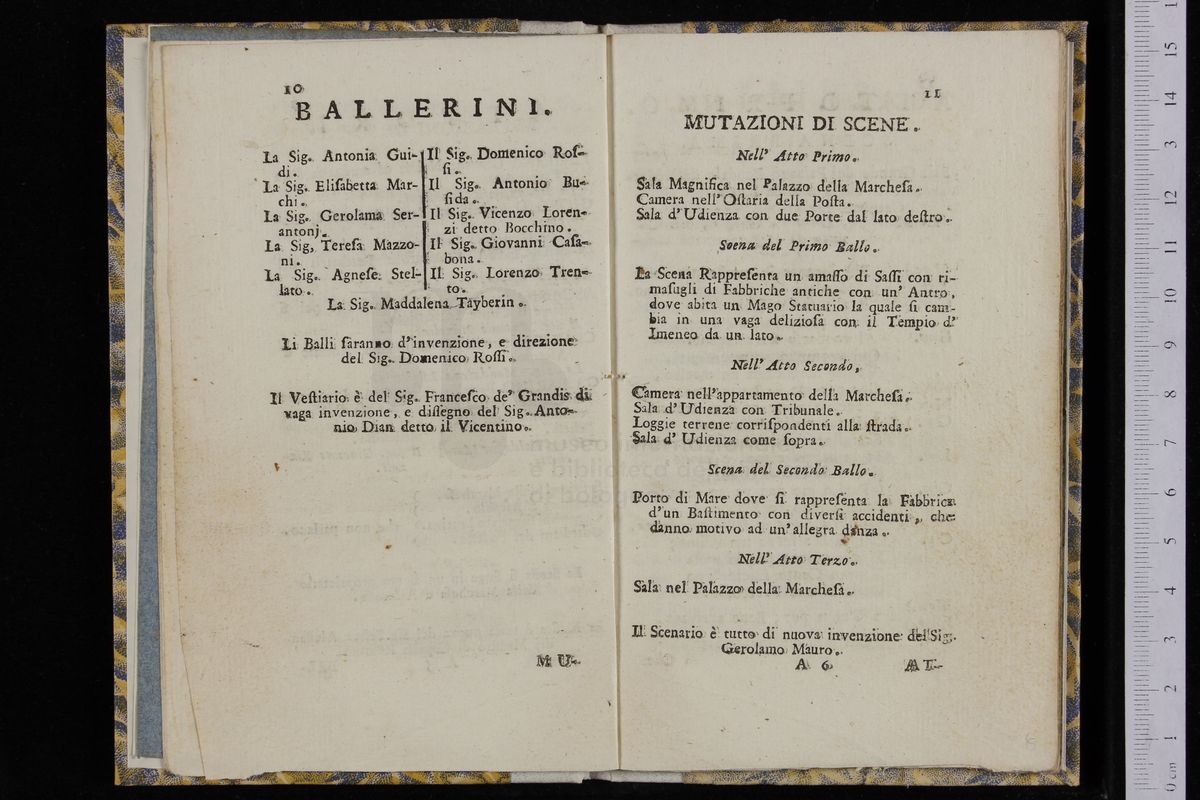 10
BALLERINI.
La Sig. Antonia Gui-
di.
La Sig. Elisabetta Mar-
chi.
La Sig. Gerolama Ser-
antonj.
La Sig, Teresa Mazzo-
ni.
La Sig. Agnese Stel-
lato.
Il Sig. Domenico Ros-
si.
Il Sig. Antonio Bu-
sida.
Il Sig. Vicenzo Loren-
zi detto Bocchino.
Il Sig. Giovanni Casa-
bona.
Il Sig. Lorenzo Tren-
to.
La Sig. Maddalena Tayberin.
Li Balli saranno d'invenzione, e direzione
del Sig. Domenico Rossi.
Il Vestiario è del Sig. Francesco de' Grandis di
vaga invenzione, e dissegno del Sig. Anto-
nio Dian detto il Vicentino.
MU-
11
MUTAZIONI DI SCENE.
Nell' Atto Primo.
Sala Magnifica nel Palazzo della Marchesa.
Camera nell'Ostaria della Posta.
Sala d'Udienza con due Porte dal lato destro.
Scena del Primo Ballo.
La Scena Rappresenta un amasso di Sassi con ri-
masugli di Fabbriche antiche con un' Antro,
dove abita un Mago Statuario la quale si cam-
bia in una vaga deliziosa con il Tempio d'
Imeneo da un lato.
Nell' Atto Secondo,
Camera nell'appartamento della Marchesa.
Sala d'Udienza con Tribunale.
Loggie terrene corrispondenti alla strada.
Sala d' Udienza come sopra.
Scena del Secondo Ballo.
Porto di Mare dove si rappresenta la Fabbrica
d'un Bastimento con diversi accidenti, che
danno motivo ad un'allegra danza.
Nell' Atto Terzo.
Sala nel Palazzo della Marchesa.
Il Scenario è tutto di nuova invenzione del Sig.
Gerolamo Mauro.
A 6 AT-